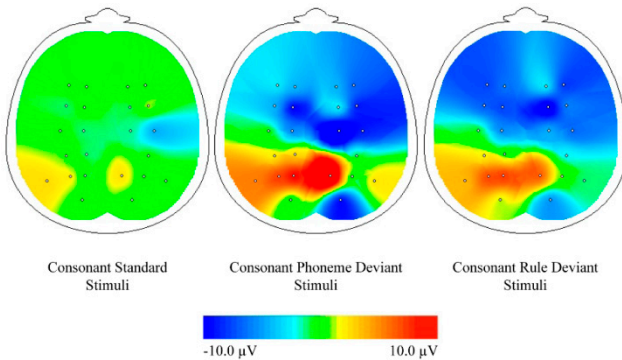 Consonant Standard Stimuli
Consonant Phoneme Deviant Stimuli
Consonant Rule Deviant Stimuli
-10.0 µV
10.0 µV